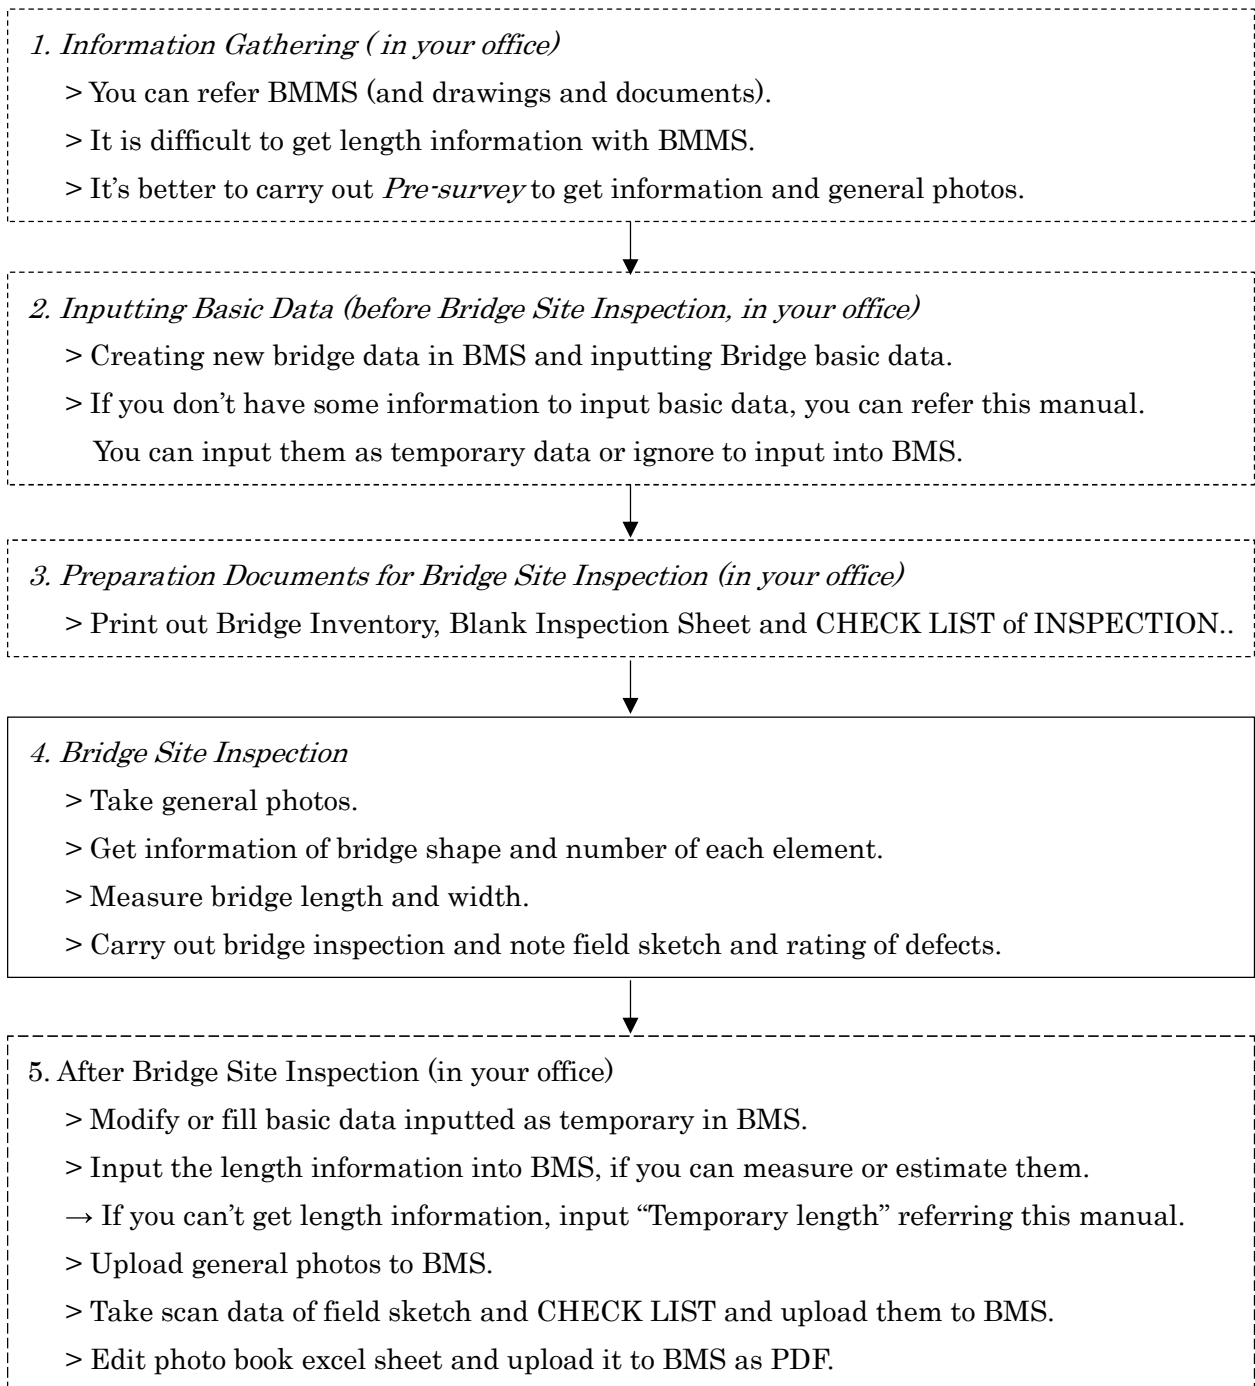 1. Information Gathering ( in your office)
> You can refer BMMS (and drawings and documents).
> It is difficult to get length information with BMMS.
> It's better to carry out Pre-survey to get information and general photos.
2. Inputting Basic Data (before Bridge Site Inspection, in your office)
> Creating new bridge data in BMS and inputting Bridge basic data.
> If you don't have some information to input basic data, you can refer this manual.
You can input them as temporary data or ignore to input into BMS.
3. Preparation Documents for Bridge Site Inspection (in your office)
> Print out Bridge Inventory, Blank Inspection Sheet and CHECK LIST of INSPECTION..
4. Bridge Site Inspection
> Take general photos.
> Get information of bridge shape and number of each element.
> Measure bridge length and width.
> Carry out bridge inspection and note field sketch and rating of defects.
5. After Bridge Site Inspection (in your office)
> Modify or fill basic data inputted as temporary in BMS.
> Input the length information into BMS, if you can measure or estimate them.
→ If you can't get length information, input “Temporary length” referring this manual.
> Upload general photos to BMS.
> Take scan data of field sketch and CHECK LIST and upload them to BMS.
> Edit photo book excel sheet and upload it to BMS as PDF.